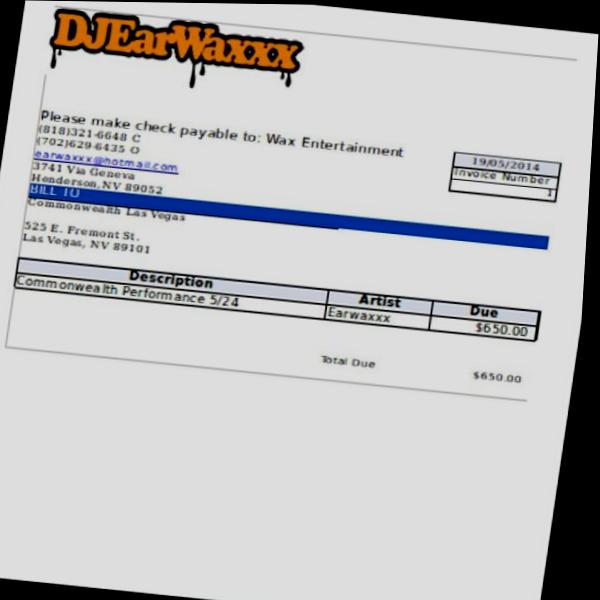 DJEarWaxxx
Please make check payable to: Wax Entertainment
(818)321-6648 C
(702)629-6435 O
earwaxxx@hotmail.com
3741 Via Geneva
Henderson,NV 89052
19/05/2014
Invoice Number
1
BILL TO
Commonwealth Las Vegas
525 E. Fremont St.
Las Vegas, NV 89101
Description Artist Due
Commonwealth Performance 5/24 Earwaxxx $650.00
Total Due $650.00